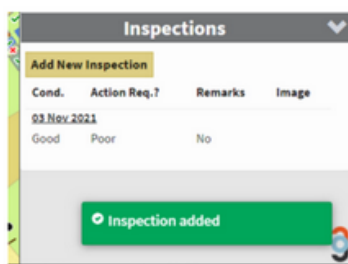 Inspections
Add New Inspection
Cond. Action Req.? Remarks Image
03 Nov 2021
Good Poor No
Inspection added